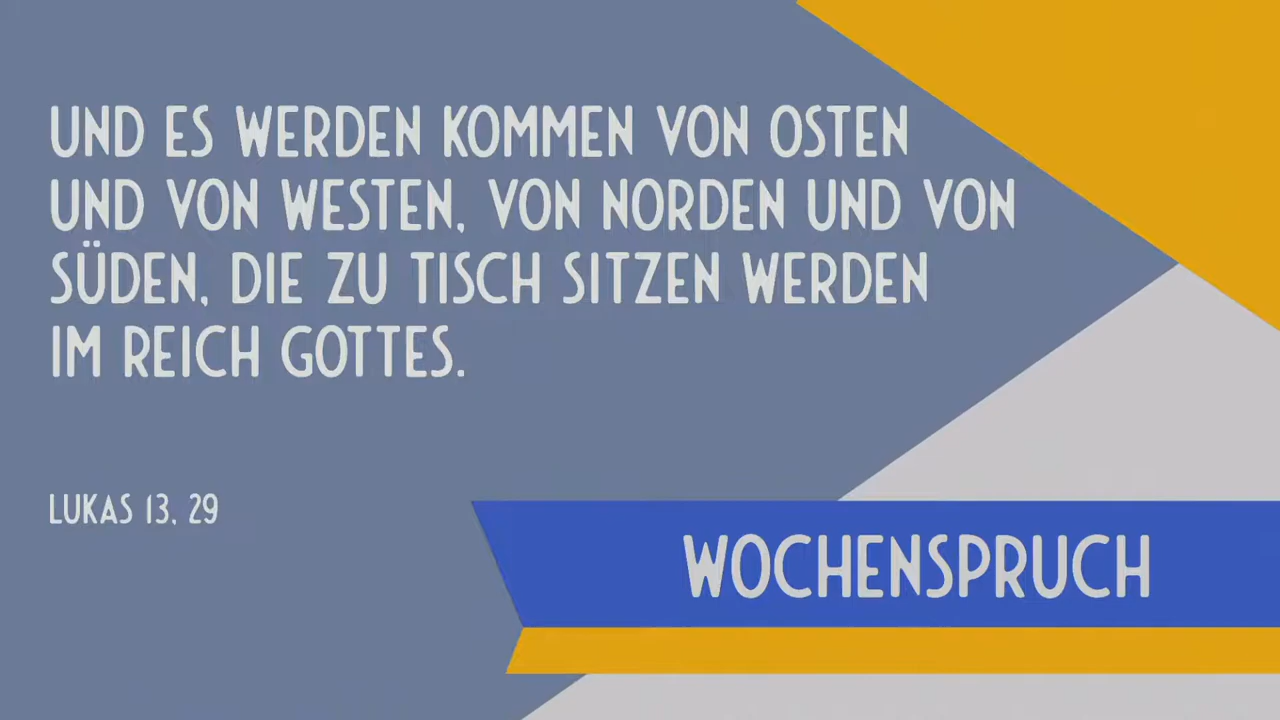 UND ES WERDEN KOMMEN VON OSTEN
UND VON WESTEN, VON NORDEN UND VON
SÜDEN, DIE ZU TISCH SITZEN WERDEN
IM REICH GOTTES.
LUKAS 13, 29
WOCHENSPRUCH